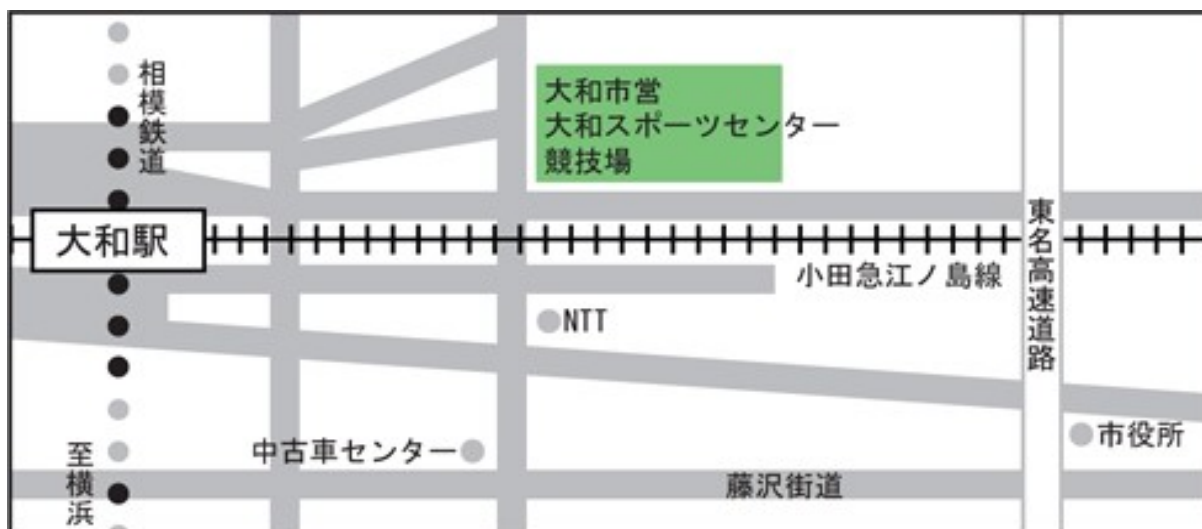 相模鉄道
大和市営
大和スポーツセンター
競技場
大和駅
東名高速道路
小田急江ノ島線
NTT
市役所
中古車センター
至横浜
藤沢街道